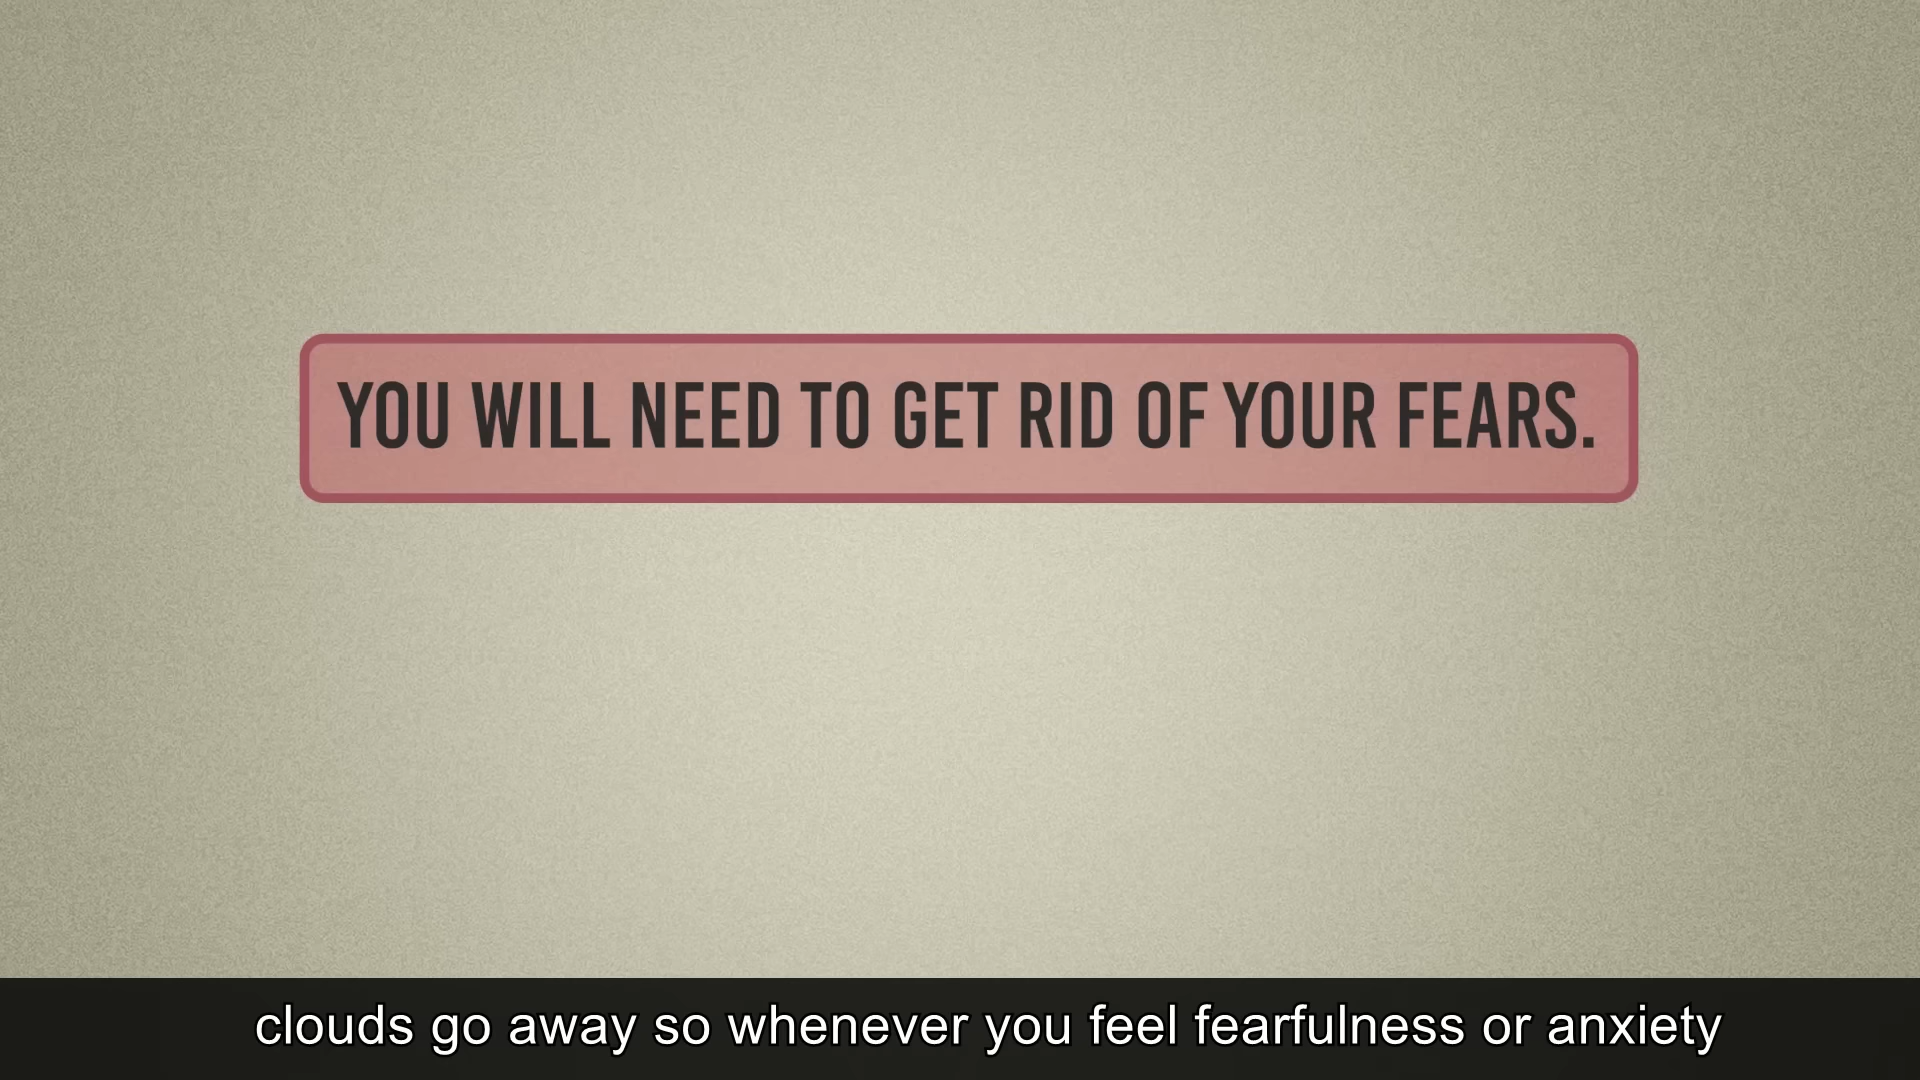 YOU WILL NEED TO GET RID OF YOUR FEARS.
clouds go away so whenever you feel fearfulness or anxiety